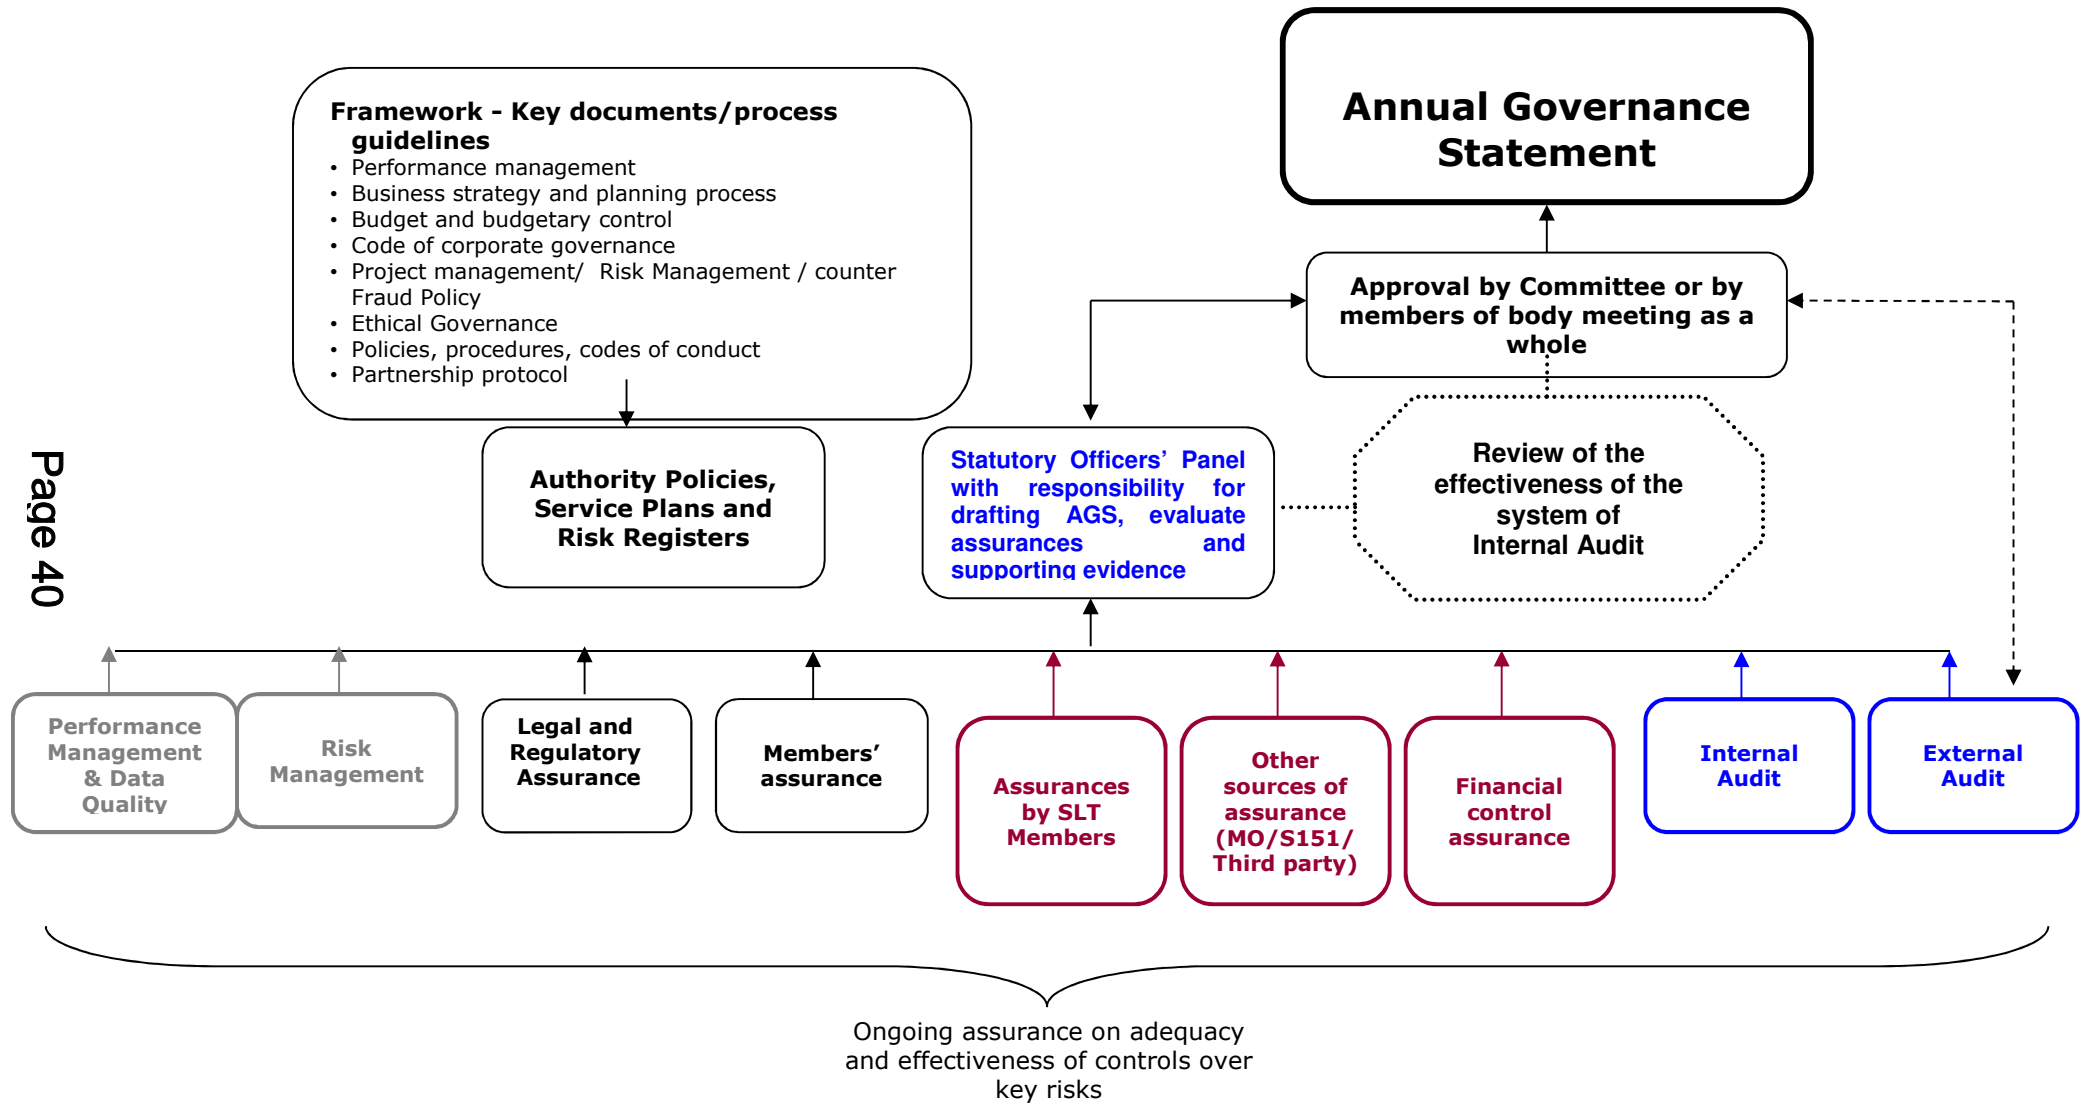 Annual Governance
Statement
Framework - Key documents/process
guidelines
• Performance management
• Business strategy and planning process
• Budget and budgetary control
• Code of corporate governance
• Project management/ Risk Management / counter
Fraud Policy
• Ethical Governance
• Policies, procedures, codes of conduct
• Partnership protocol
Approval by Committee or by
members of body meeting as a
whole
Authority Policies,
Service Plans and
Risk Registers
Statutory Officers’ Panel
with responsibility for
drafting AGS, evaluate
assurances and
supporting evidence
Review of the
effectiveness of the
system of
Internal Audit
Page 40
Performance
Management
& Data
Quality
Risk
Management
Legal and
Regulatory
Assurance
Members’
assurance
Assurances
by SLT
Members
Other
sources of
assurance
(MO/S151/
Third party)
Financial
control
assurance
Internal
Audit
External
Audit
Ongoing assurance on adequacy
and effectiveness of controls over
key risks